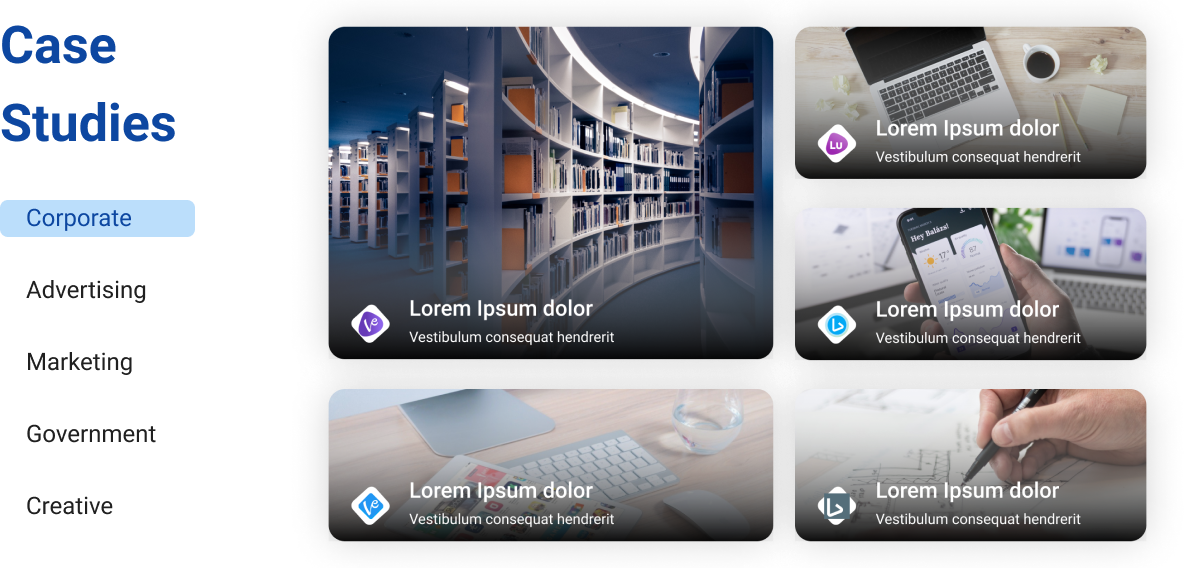 Case
Studies
Corporate
Advertising
Marketing
Government
Creative
Lorem Ipsum dolor
Vestibulum consequat hendrerit
Lu
Lorem Ipsum dolor
Vestibulum consequat hendrerit
Hey Balázs!
17°
87
Lorem Ipsum dolor
Vestibulum consequat hendrerit
Lorem Ipsum dolor
Vestibulum consequat hendrerit
Lorem Ipsum dolor
Vestibulum consequat hendrerit